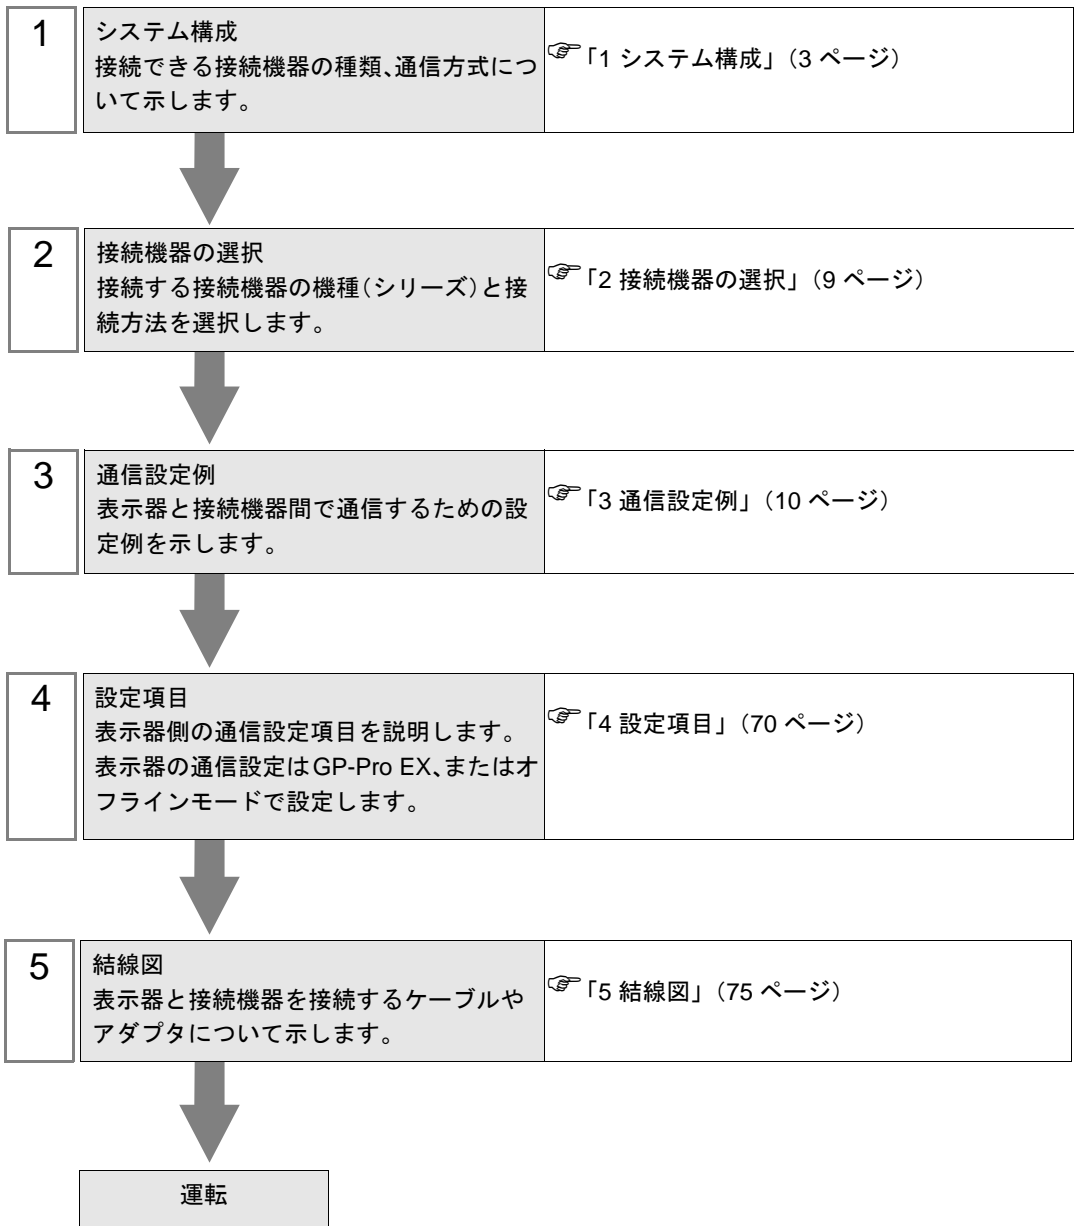 1
システム構成
接続できる接続機器の種類、通信方式につ
いて示します。
「1 システム構成」（3 ページ）
2
接続機器の選択
接続する接続機器の機種（シリーズ）と接
続方法を選択します。
「2 接続機器の選択」（9 ページ）
3
通信設定例
表示器と接続機器間で通信するための設
定例を示します。
「3 通信設定例」（10 ページ）
4
設定項目
表示器側の通信設定項目を説明します。
表示器の通信設定はGP-Pro EX、またはオ
フラインモードで設定します。
「4 設定項目」（70 ページ）
5
結線図
表示器と接続機器を接続するケーブルや
アダプタについて示します。
「5 結線図」（75 ページ）
運転